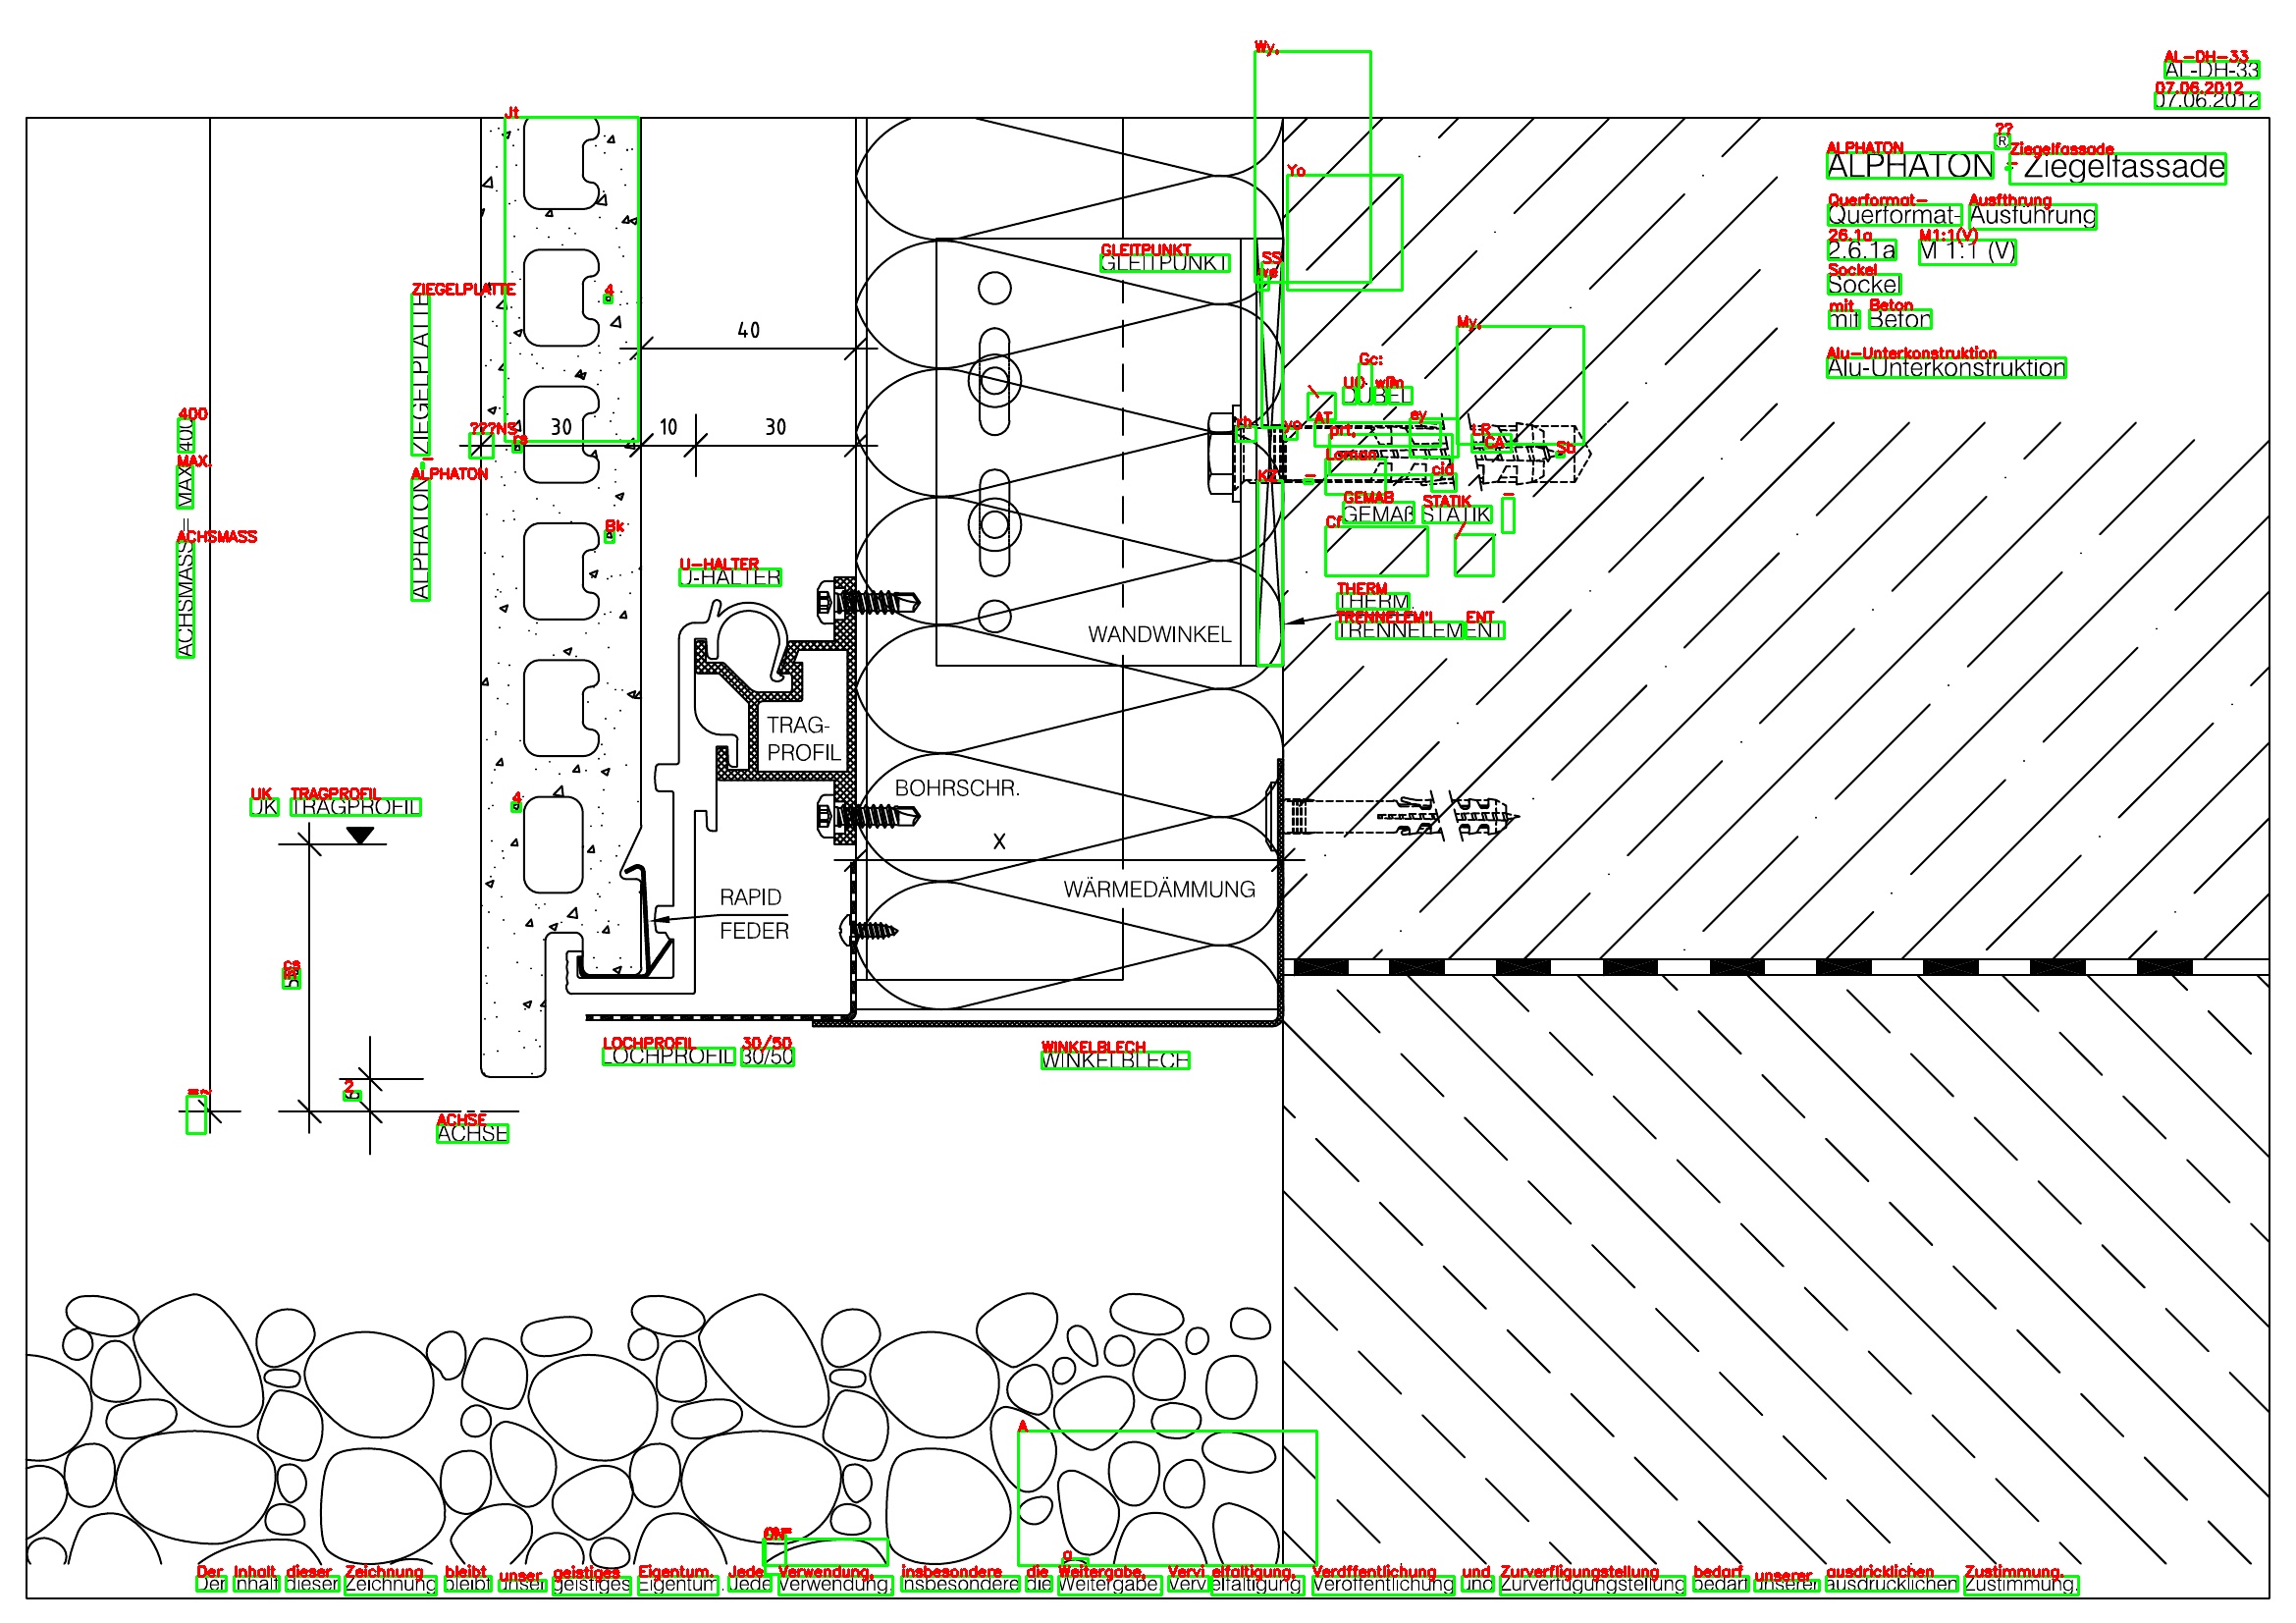 AL-DH-33
07.06.2012
ALPHATON® - Ziegelfassade
Querformat-Ausführung
2.6.1a M 1:1 (V)
Sockel
mit Beton
Alu-Unterkonstruktion
GLEITPUNKT
40
30 10 30
ALPHATON - ZIEGELPLATTE
ACHSMASS = MAX. 400
DÜBEL
GEMÄß STATIK
THERM.
TRENNELEMENT
U-HALTER
WANDWINKEL
TRAG-
PROFIL
BOHRSCHR.
UK TRAGPROFIL
X
WÄRMEDÄMMUNG
RAPID
FEDER
LOCHPROFIL 30/50
WINKELBLECH
ACHSE
Der Inhalt dieser Zeichnung bleibt unser geistiges Eigentum. Jede Verwendung, insbesondere die Weitergabe, Vervielfältigung, Veröffentlichung und und Zurverfügungstellung bedarf unserer ausdrücklichen Zustimmung.